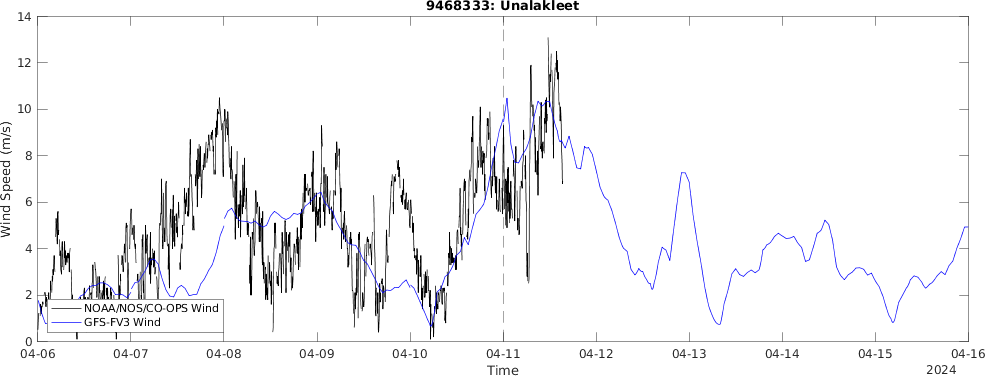 9468333: Unalakleet
Wind Speed (m/s)
14
12
10
8
6
4
2
0
NOAA/NOS/CO-OPS Wind
GFS-FV3 Wind
04-06 04-07 04-08 04-09 04-10 04-11 04-12 04-13 04-14 04-15 04-16
Time
2024